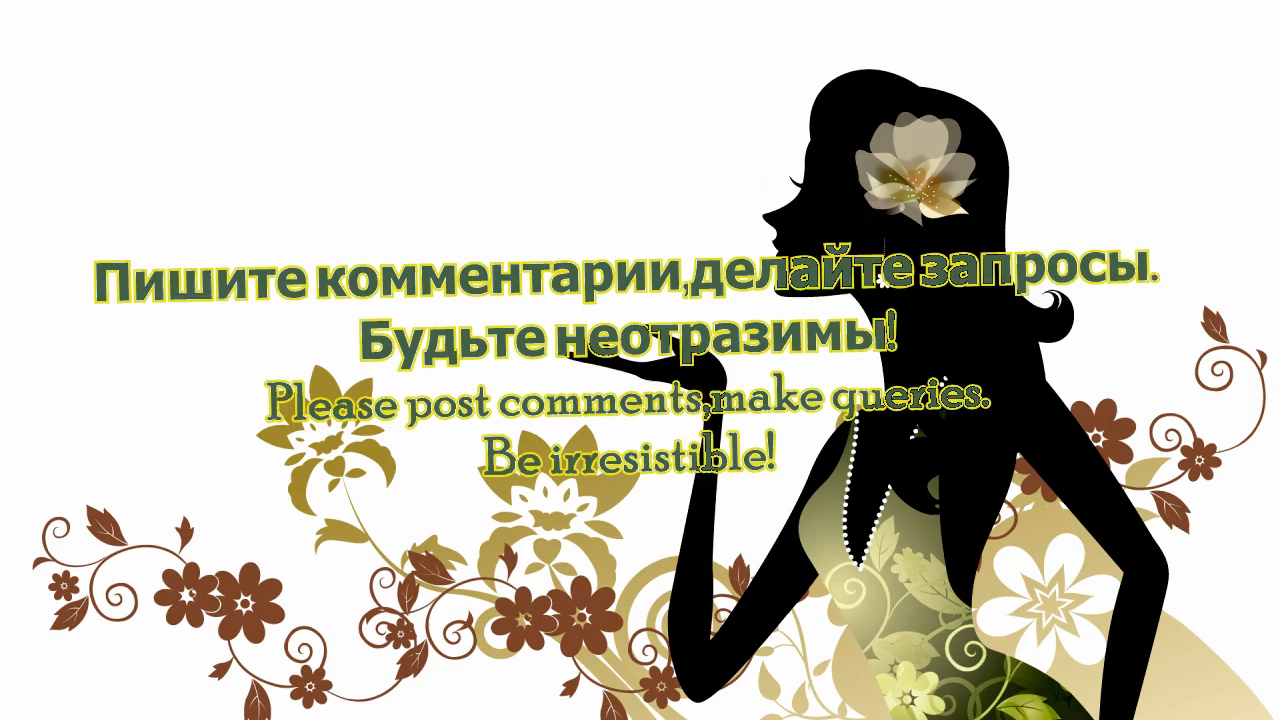 Пишите комментарии,делайте запросы.
Будьте неотразимы!
Please post comments,make queries.
Be irresistible!